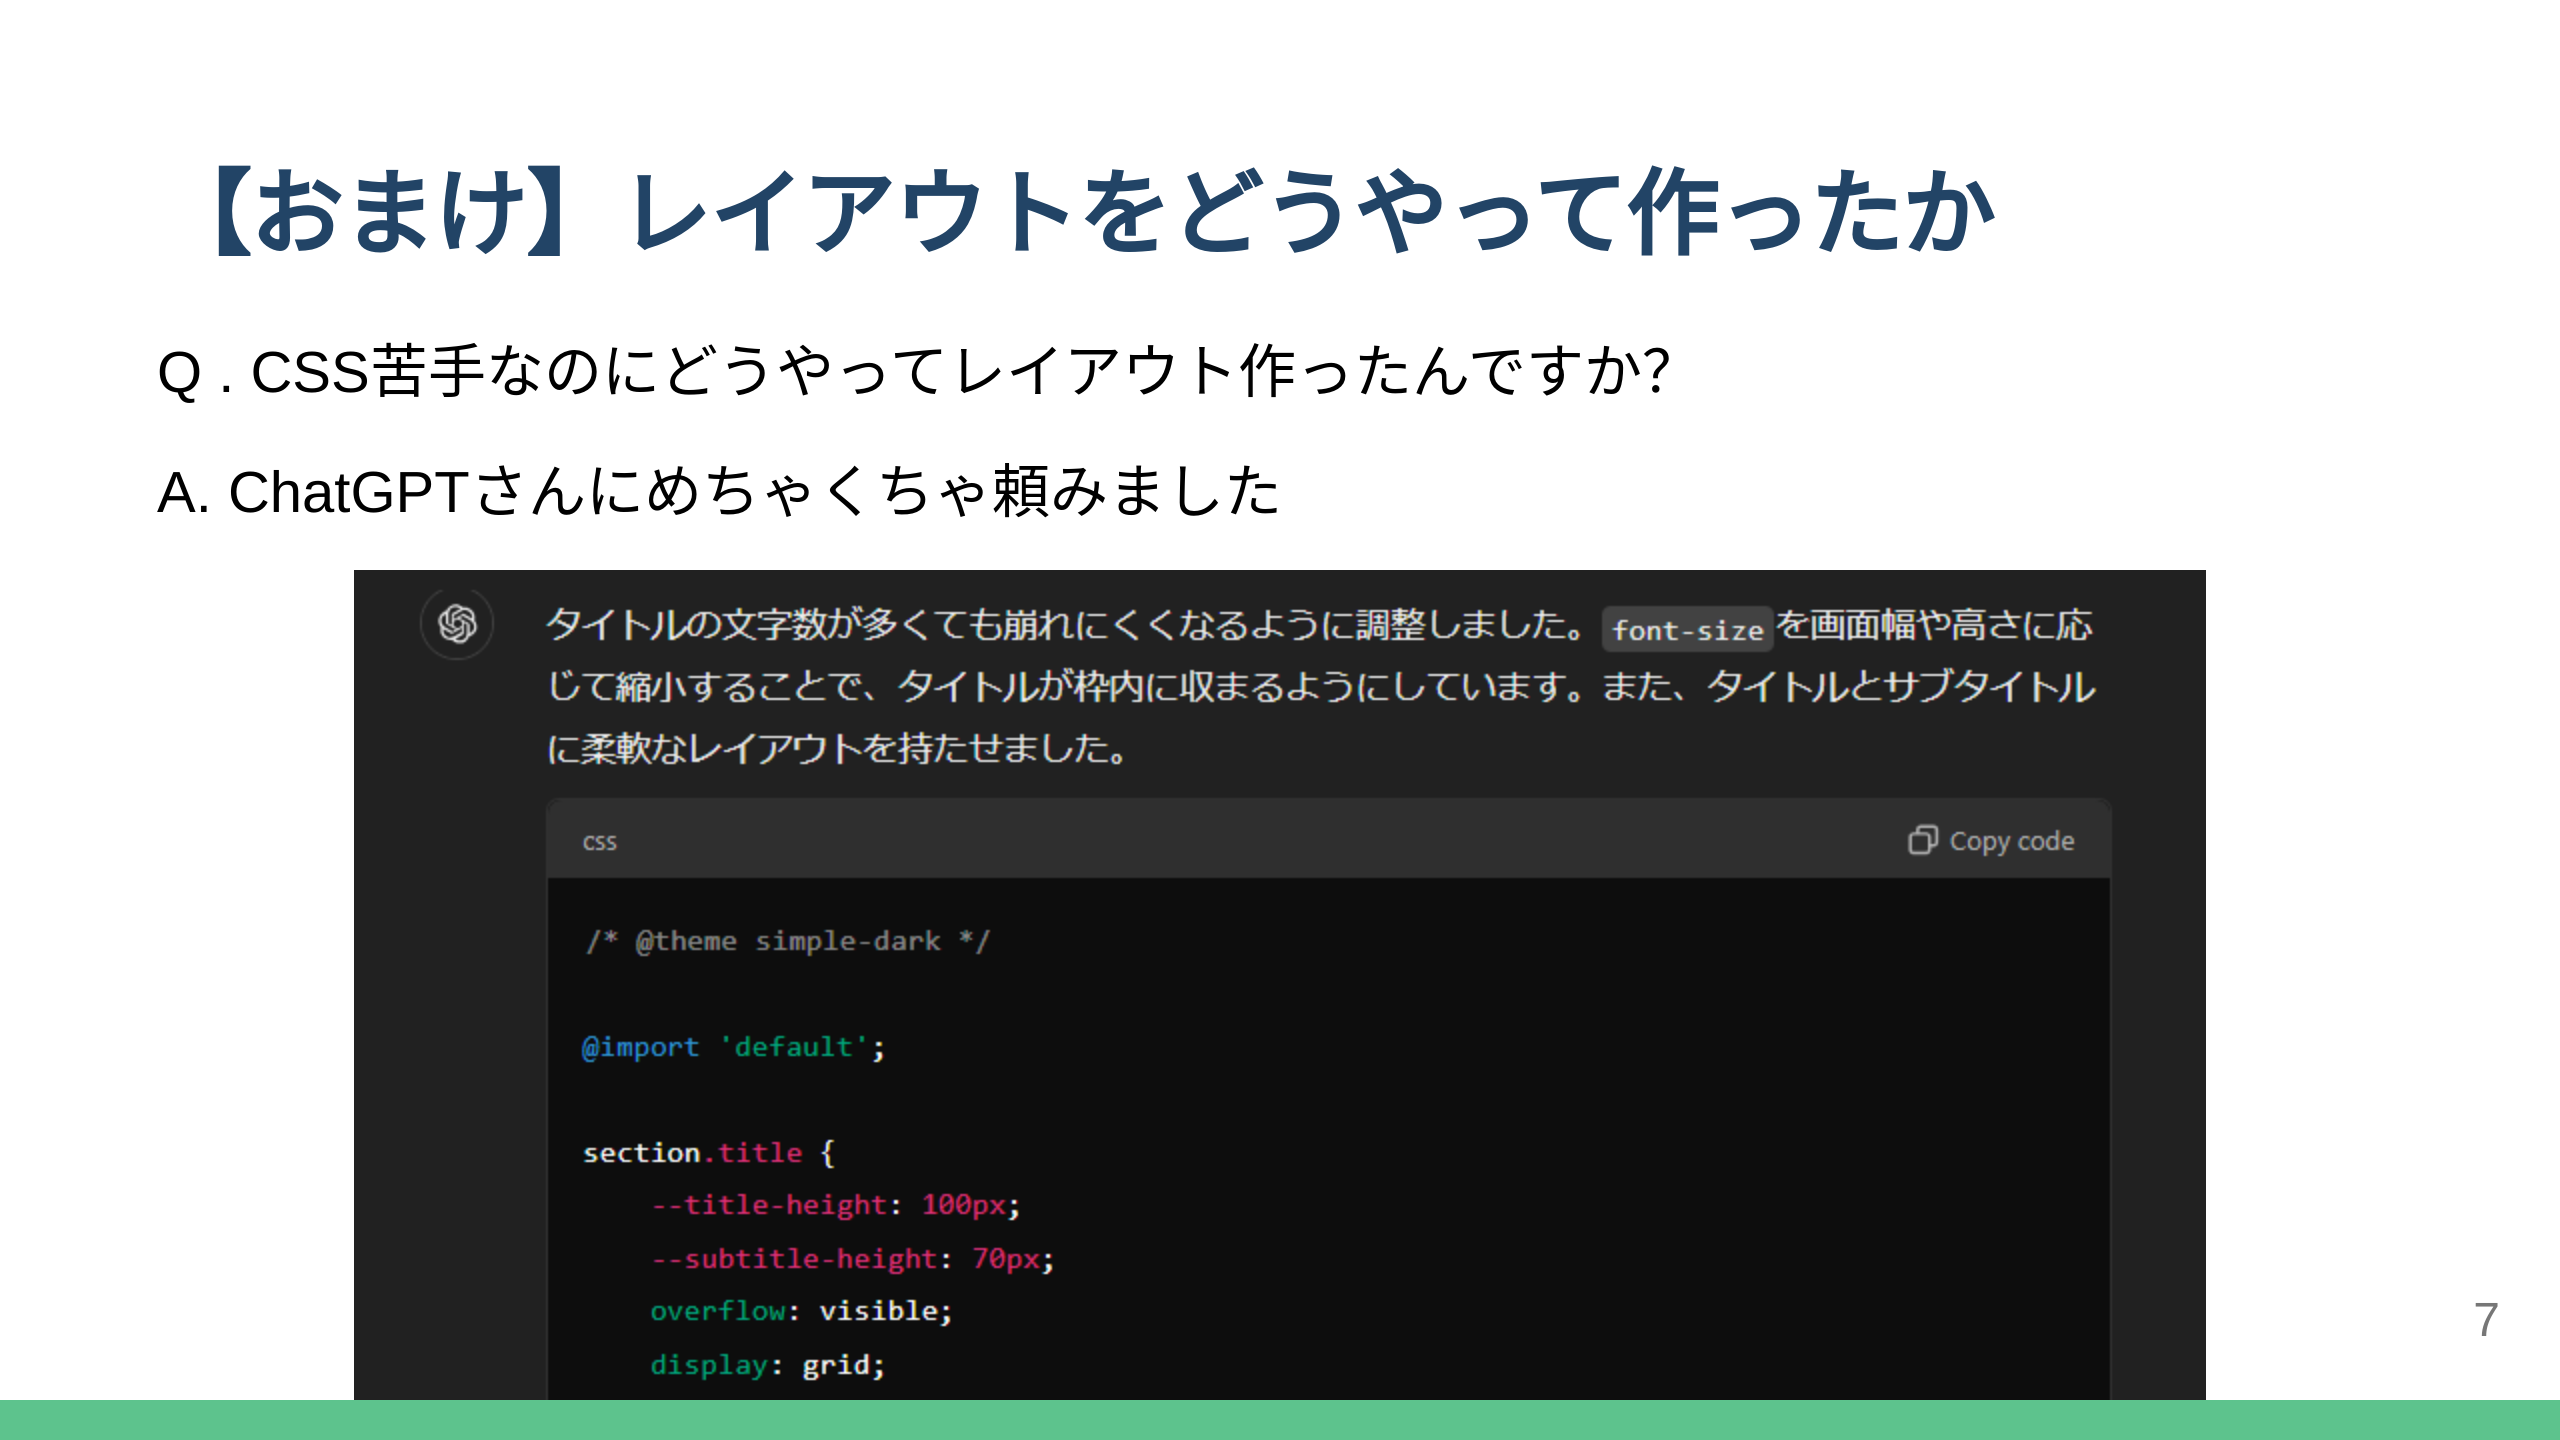 【おまけ】レイアウトをどうやって作ったか
Q . CSS苦手なのにどうやってレイアウト作ったんですか？
A. ChatGPTさんにめちゃくちゃ頼みました
タイトルの文字数が多くても崩れにくくなるように調整しました。font-sizeを画面幅や高さに応
じて縮小することで、タイトルが枠内に収まるようにしています。また、タイトルとサブタイトル
に柔軟なレイアウトを持たせました。
css Copy code
/* @theme simple-dark */
@import 'default';
section.title {
--title-height: 100px;
--subtitle-height: 70px;
overflow: visible;
display: grid;
7